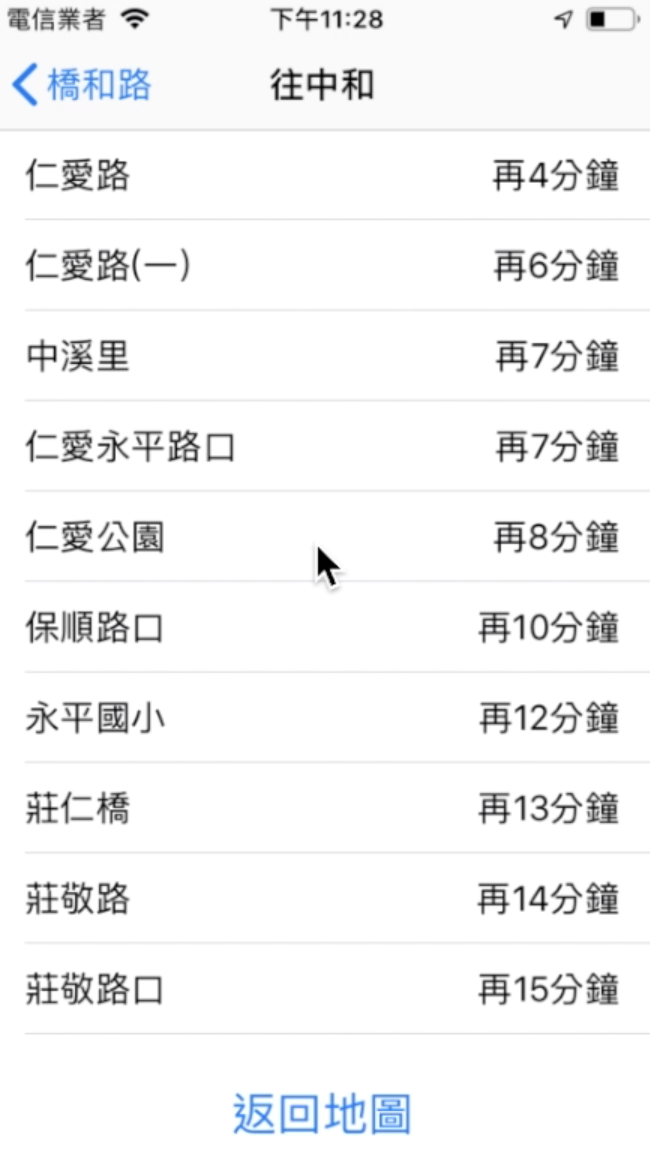 電信業者 下午11:28
橋和路 往中和
仁愛路 再4分鐘
仁愛路(一) 再6分鐘
中溪里 再7分鐘
仁愛永平路口 再7分鐘
仁愛公園 再8分鐘
保順路口 再10分鐘
永平國小 再12分鐘
莊仁橋 再13分鐘
莊敬路 再14分鐘
莊敬路口 再15分鐘
返回地圖